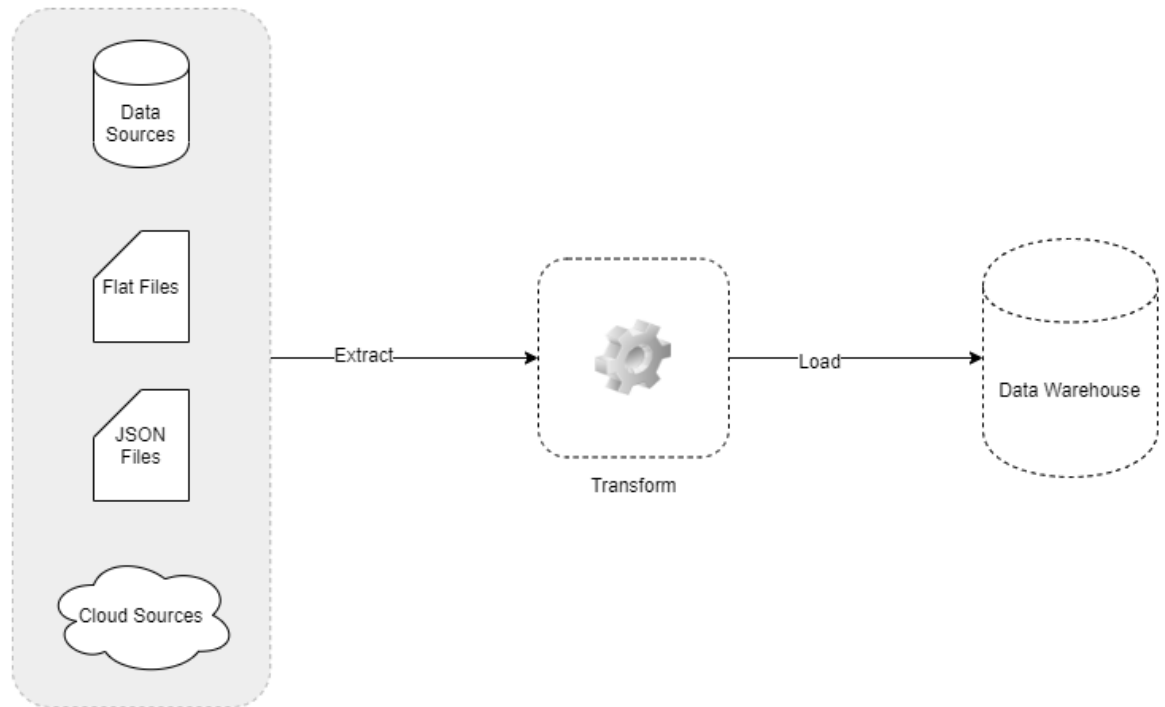 Data
Sources
Flat Files
JSON
Files
Cloud Sources
Extract
Transform
Load
Data Warehouse